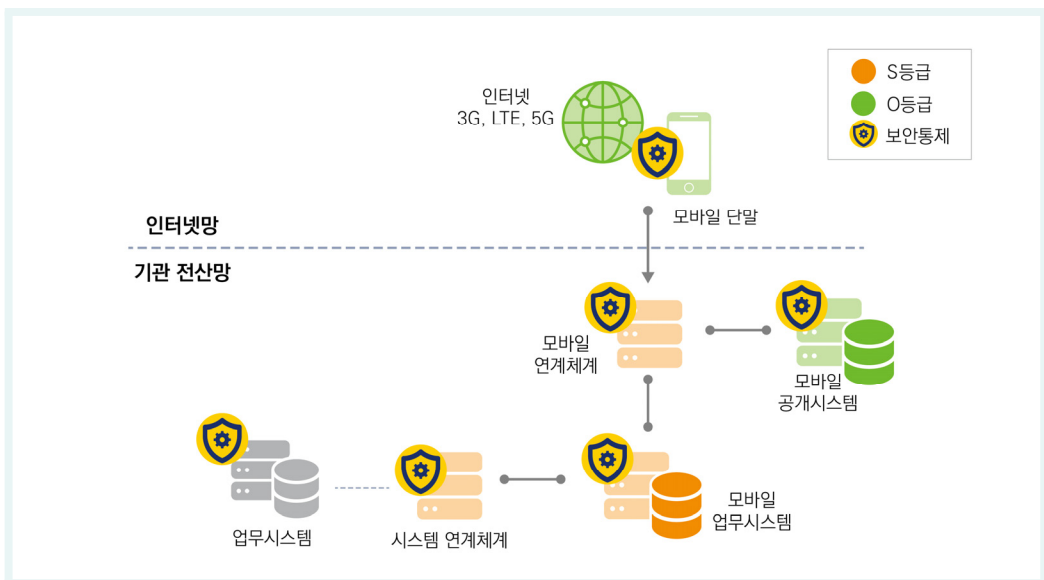 S등급
O등급
보안통제
인터넷
3G, LTE, 5G
모바일 단말
인터넷망
기관 전산망
모바일
연계체계
모바일
공개시스템
업무시스템
시스템 연계체계
모바일
업무시스템